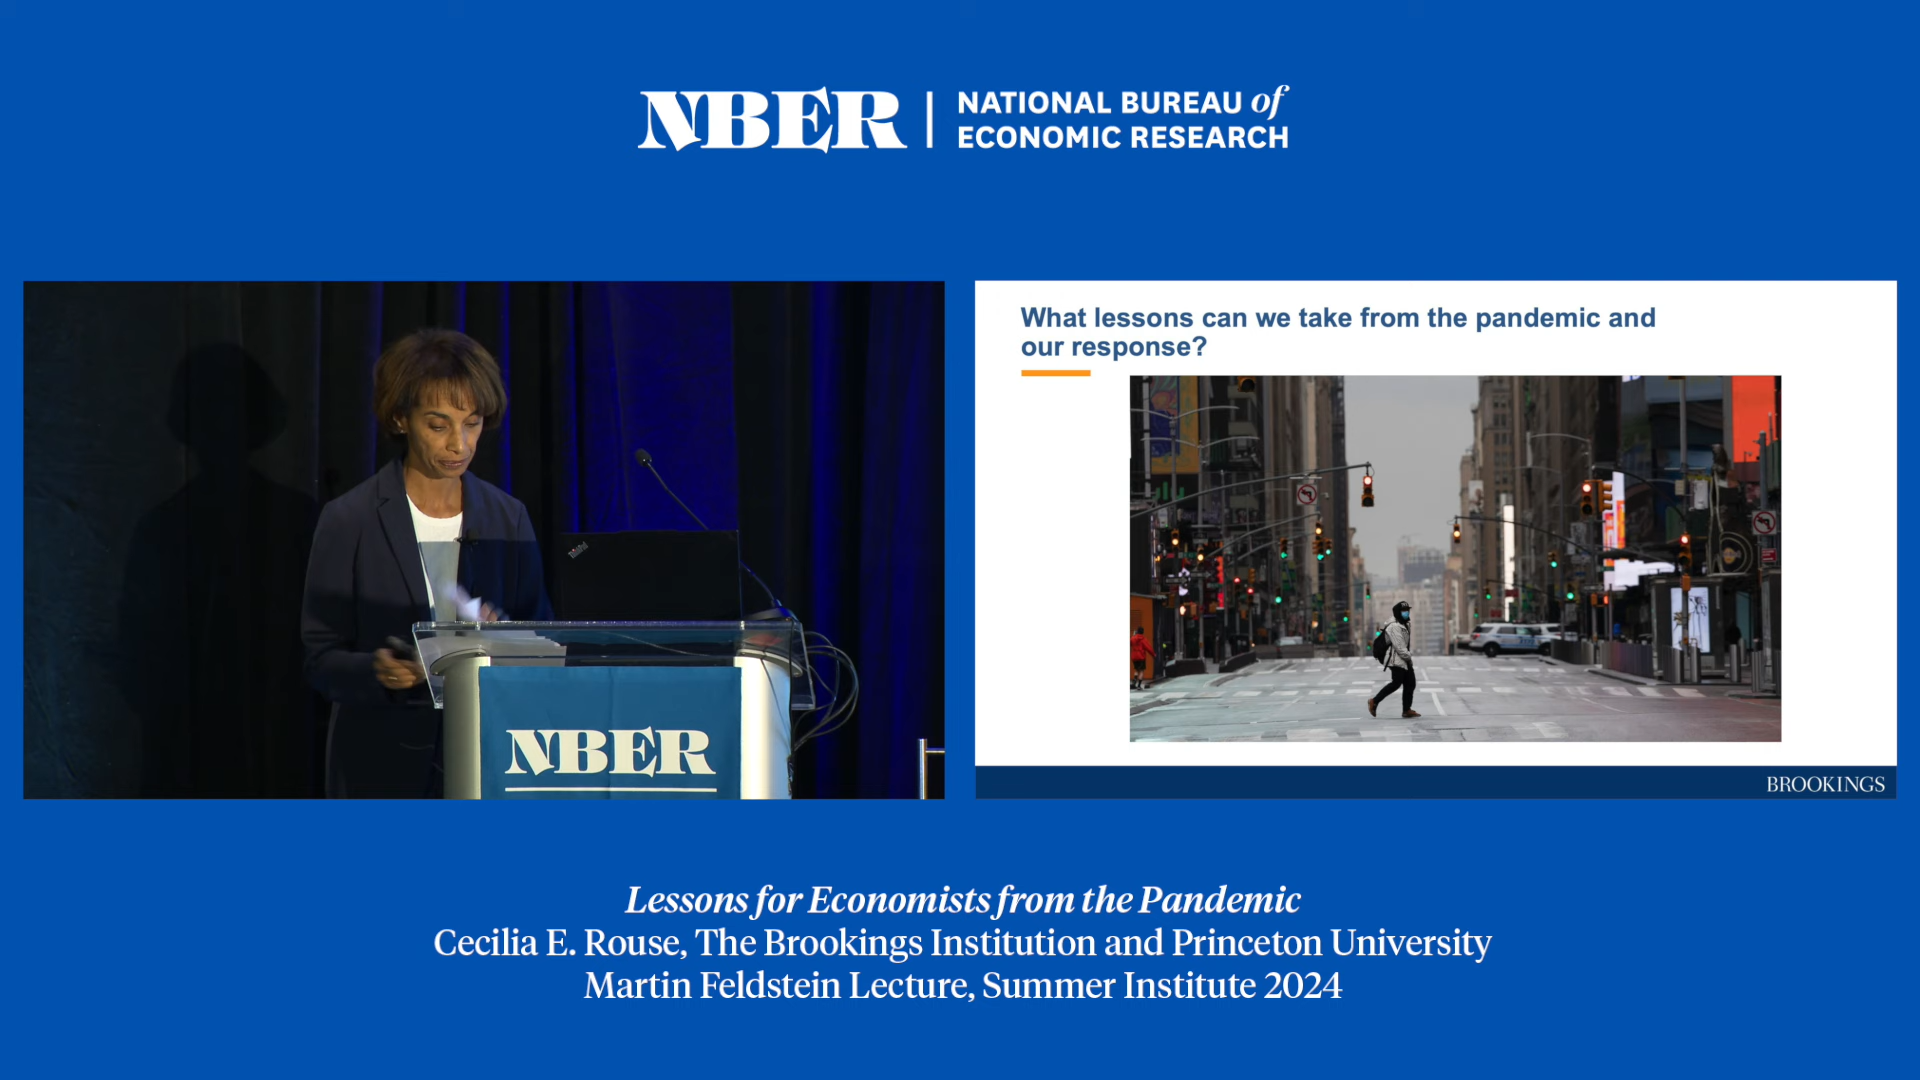 NBER
NATIONAL BUREAU of
ECONOMIC RESEARCH
What lessons can we take from the pandemic and
our response?
ThinkPad
NBER
BROOKINGS
Lessons for Economists from the Pandemic
Cecilia E. Rouse, The Brookings Institution and Princeton University
Martin Feldstein Lecture, Summer Institute 2024